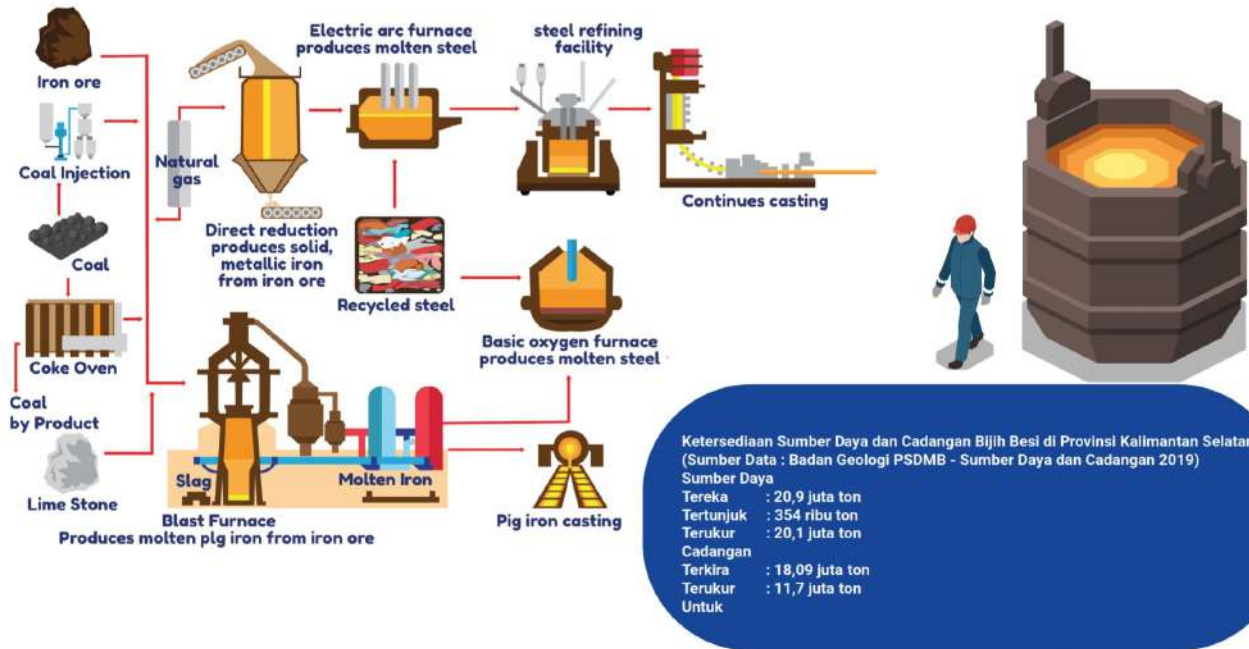 Iron ore
Coal Injection
Coal
Coke Oven
Coal
by Product
Lime Stone
Natural
gas
Direct reduction
produces solid,
metallic iron
from iron ore
Electric arc furnace
produces molten steel
steel refining
facility
Continues casting
Recycled steel
Basic oxygen furnace
produces molten steel
Slag
Molten Iron
Blast Furnace
Produces molten plg iron from iron ore
Pig iron casting
Ketersediaan Sumber Daya dan Cadangan Bijih Besi di Provinsi Kalimantan Selatan
(Sumber Data : Badan Geologi PSDMB - Sumber Daya dan Cadangan 2019)
Sumber Daya
Tereka : 20,9 juta ton
Tertunjuk : 354 ribu ton
Terukur : 20,1 juta ton
Cadangan
Terkira : 18,09 juta ton
Terukur : 11,7 juta ton
Untuk